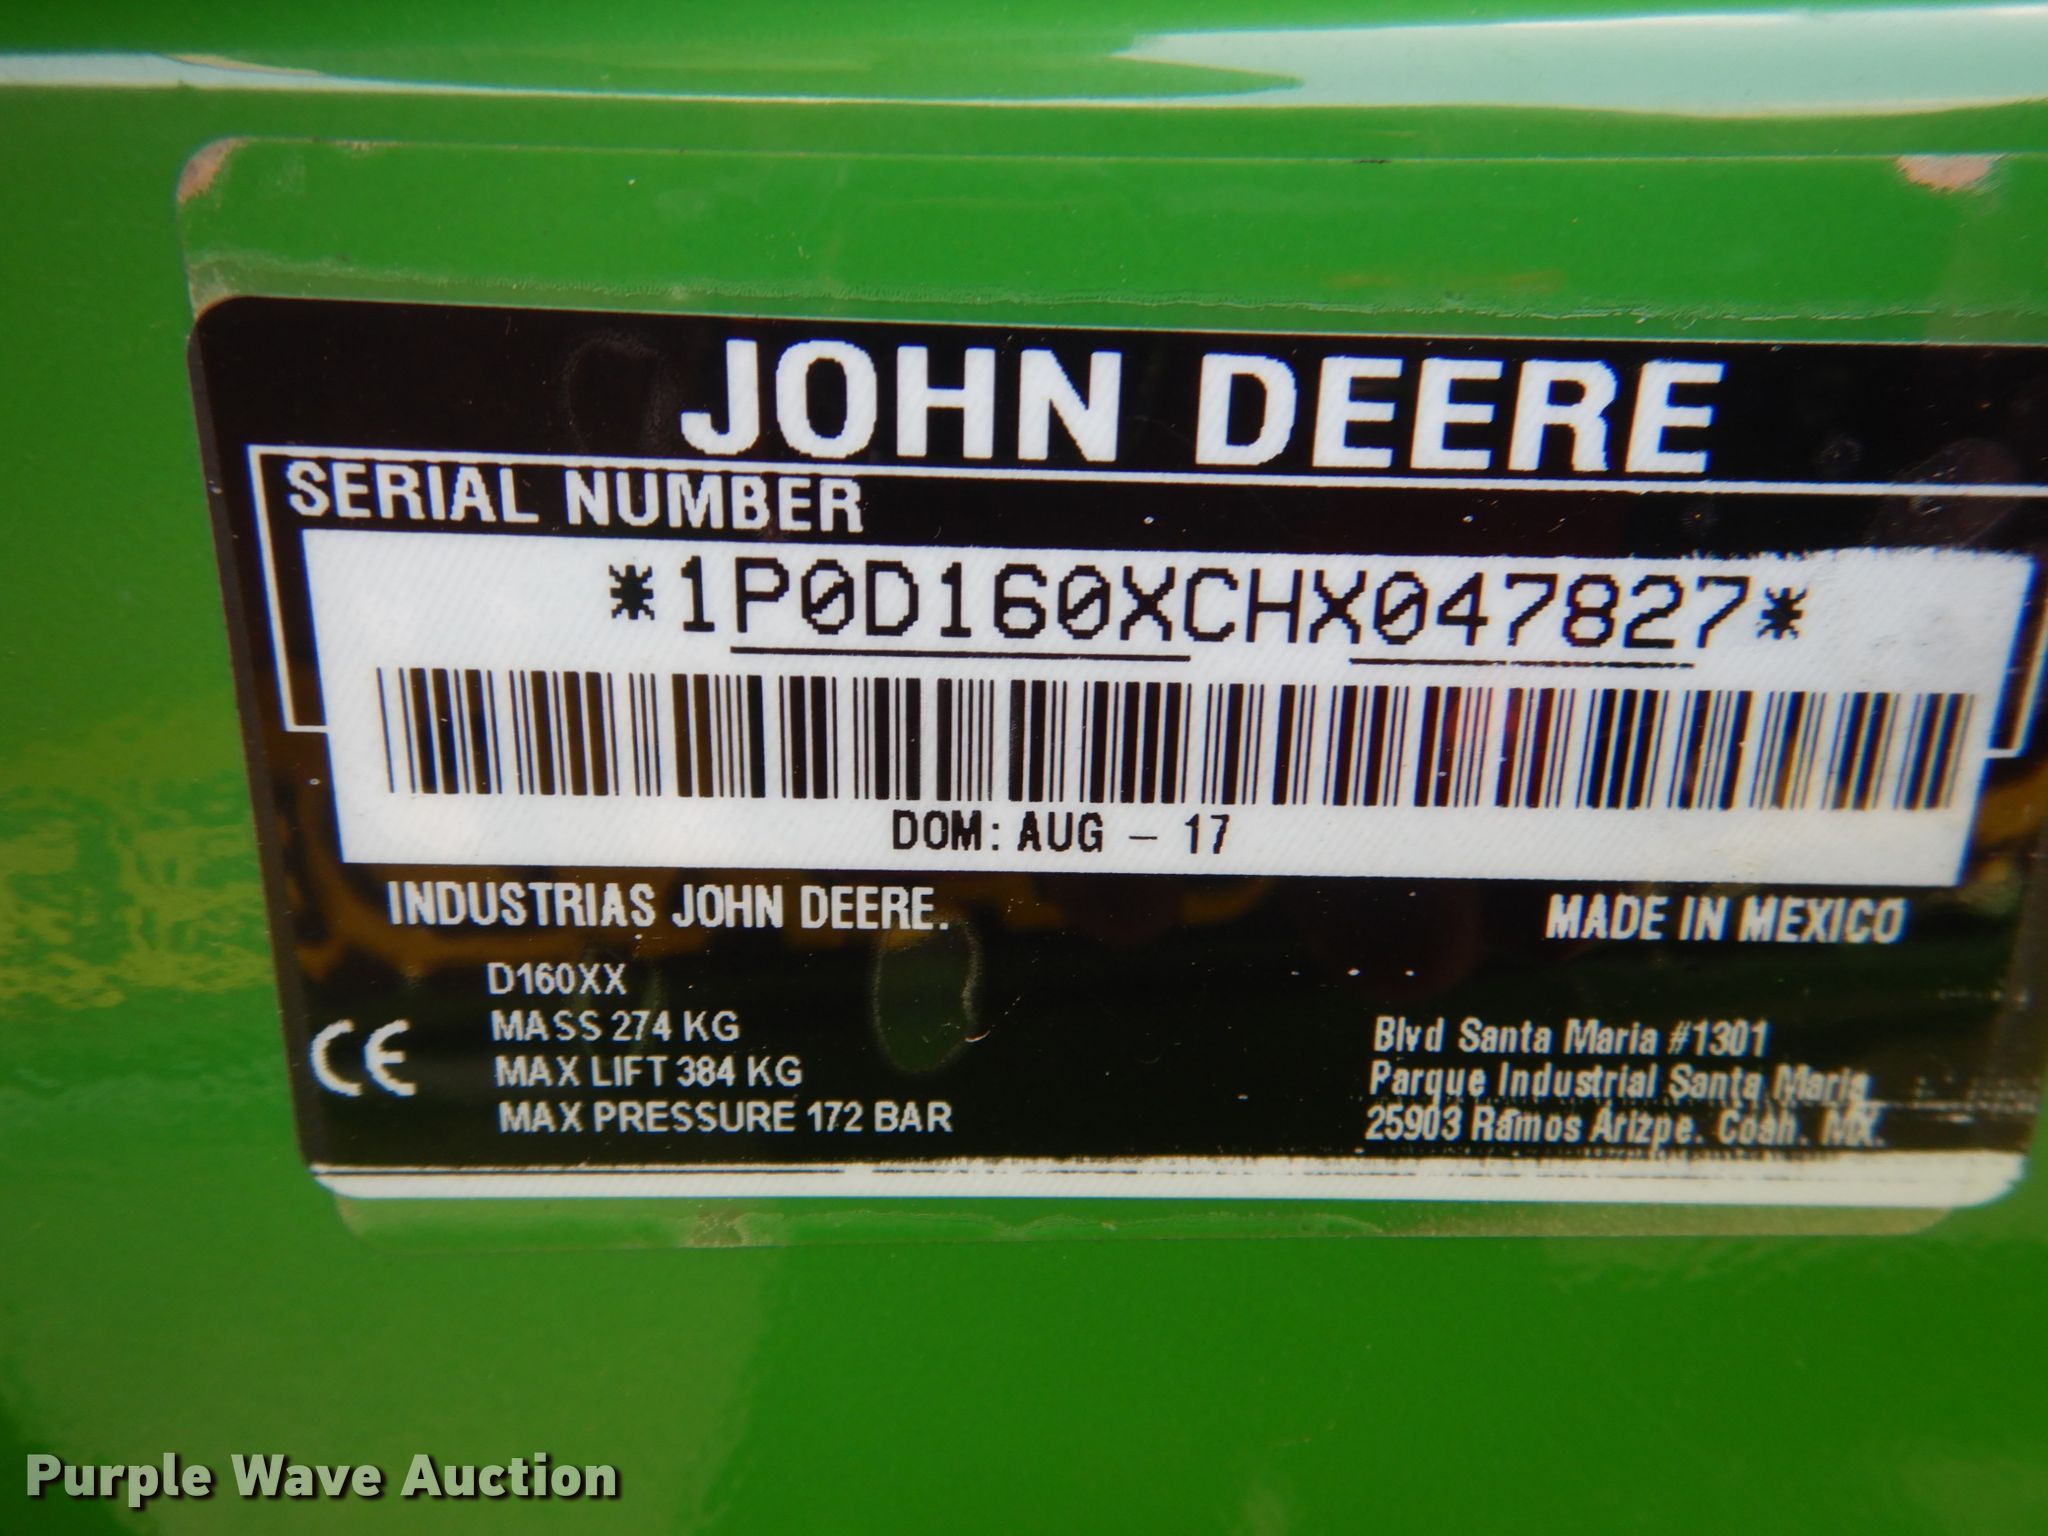 JOHN DEERE
SERIAL NUMBER
*1P0D160XCHX047827*
DOM: AUG - 17
INDUSTRIAS JOHN DEERE.
MADE IN MEXICO
D160XX
MASS 274 KG
MAX LIFT 384 KG
MAX PRESSURE 172 BAR
CE
Blvd Santa Maria #1301
Parque Industrial Santa Maria
25903 Ramos Arizpe. Coah. MX.
Purple Wave Auction